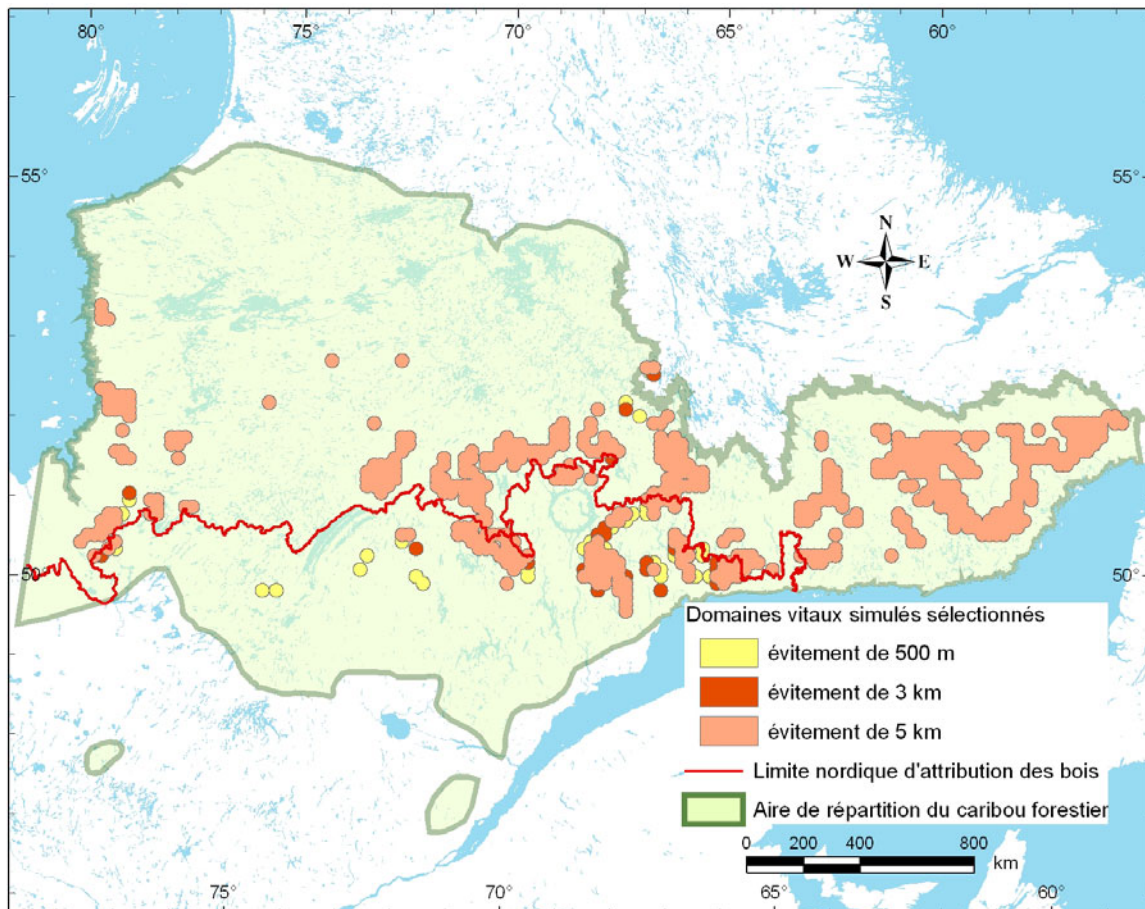 80° 75° 70° 65° 60°
55° 55°
N
W E
S
50° 50°
Domaines vitaux simulés sélectionnés
évitement de 500 m
évitement de 3 km
évitement de 5 km
Limite nordique d'attribution des bois
Aire de répartition du caribou forestier
0 200 400 800
km
75° 70° 65° 60°